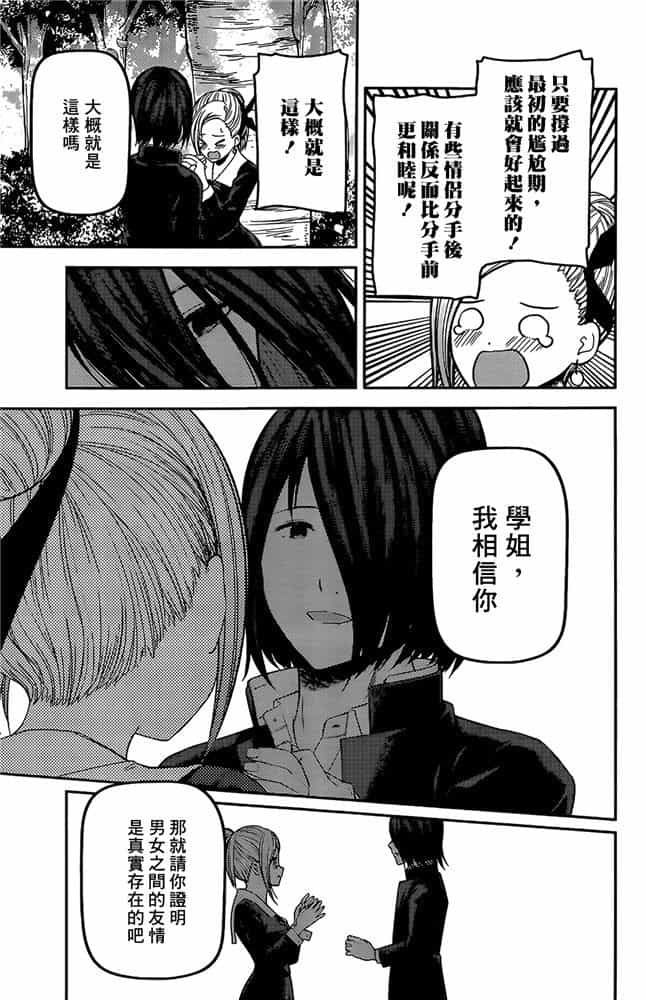 只要撐過
最初的尷尬期，
應該就會好起來的！
有些情侶分手後
關係反而比分手前
更和睦呢！
大概就是
這樣！
大概就是
這樣嗎
學姐，
我相信你
那就請你證明
男女之間的友情
是真實存在的吧